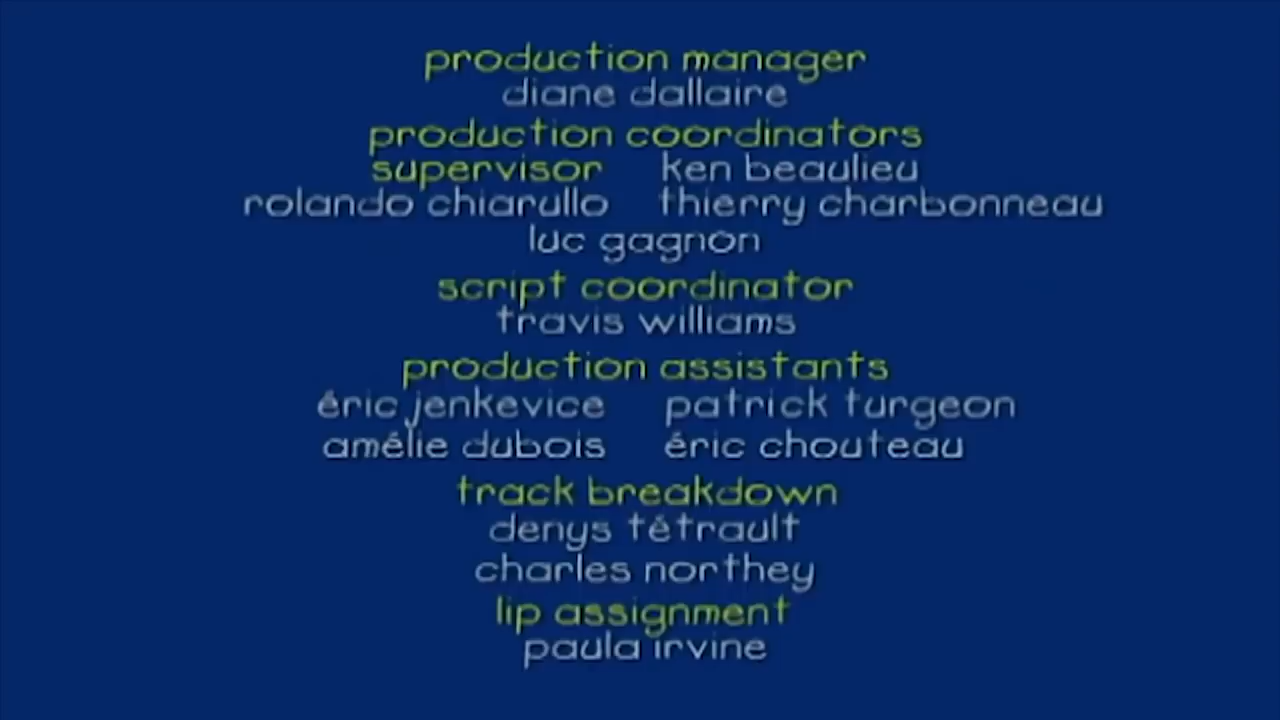 production manager
diane dallaire
production coordinators
supervisor ken beaulieu
rolando chiarullo thierry charbonneau
luc gagnon
script coordinator
travis williams
production assistants
éric jenkevice patrick turgeon
amélie dubois éric chouteau
track breakdown
denys tétrault
charles northey
lip assignment
paula irvine